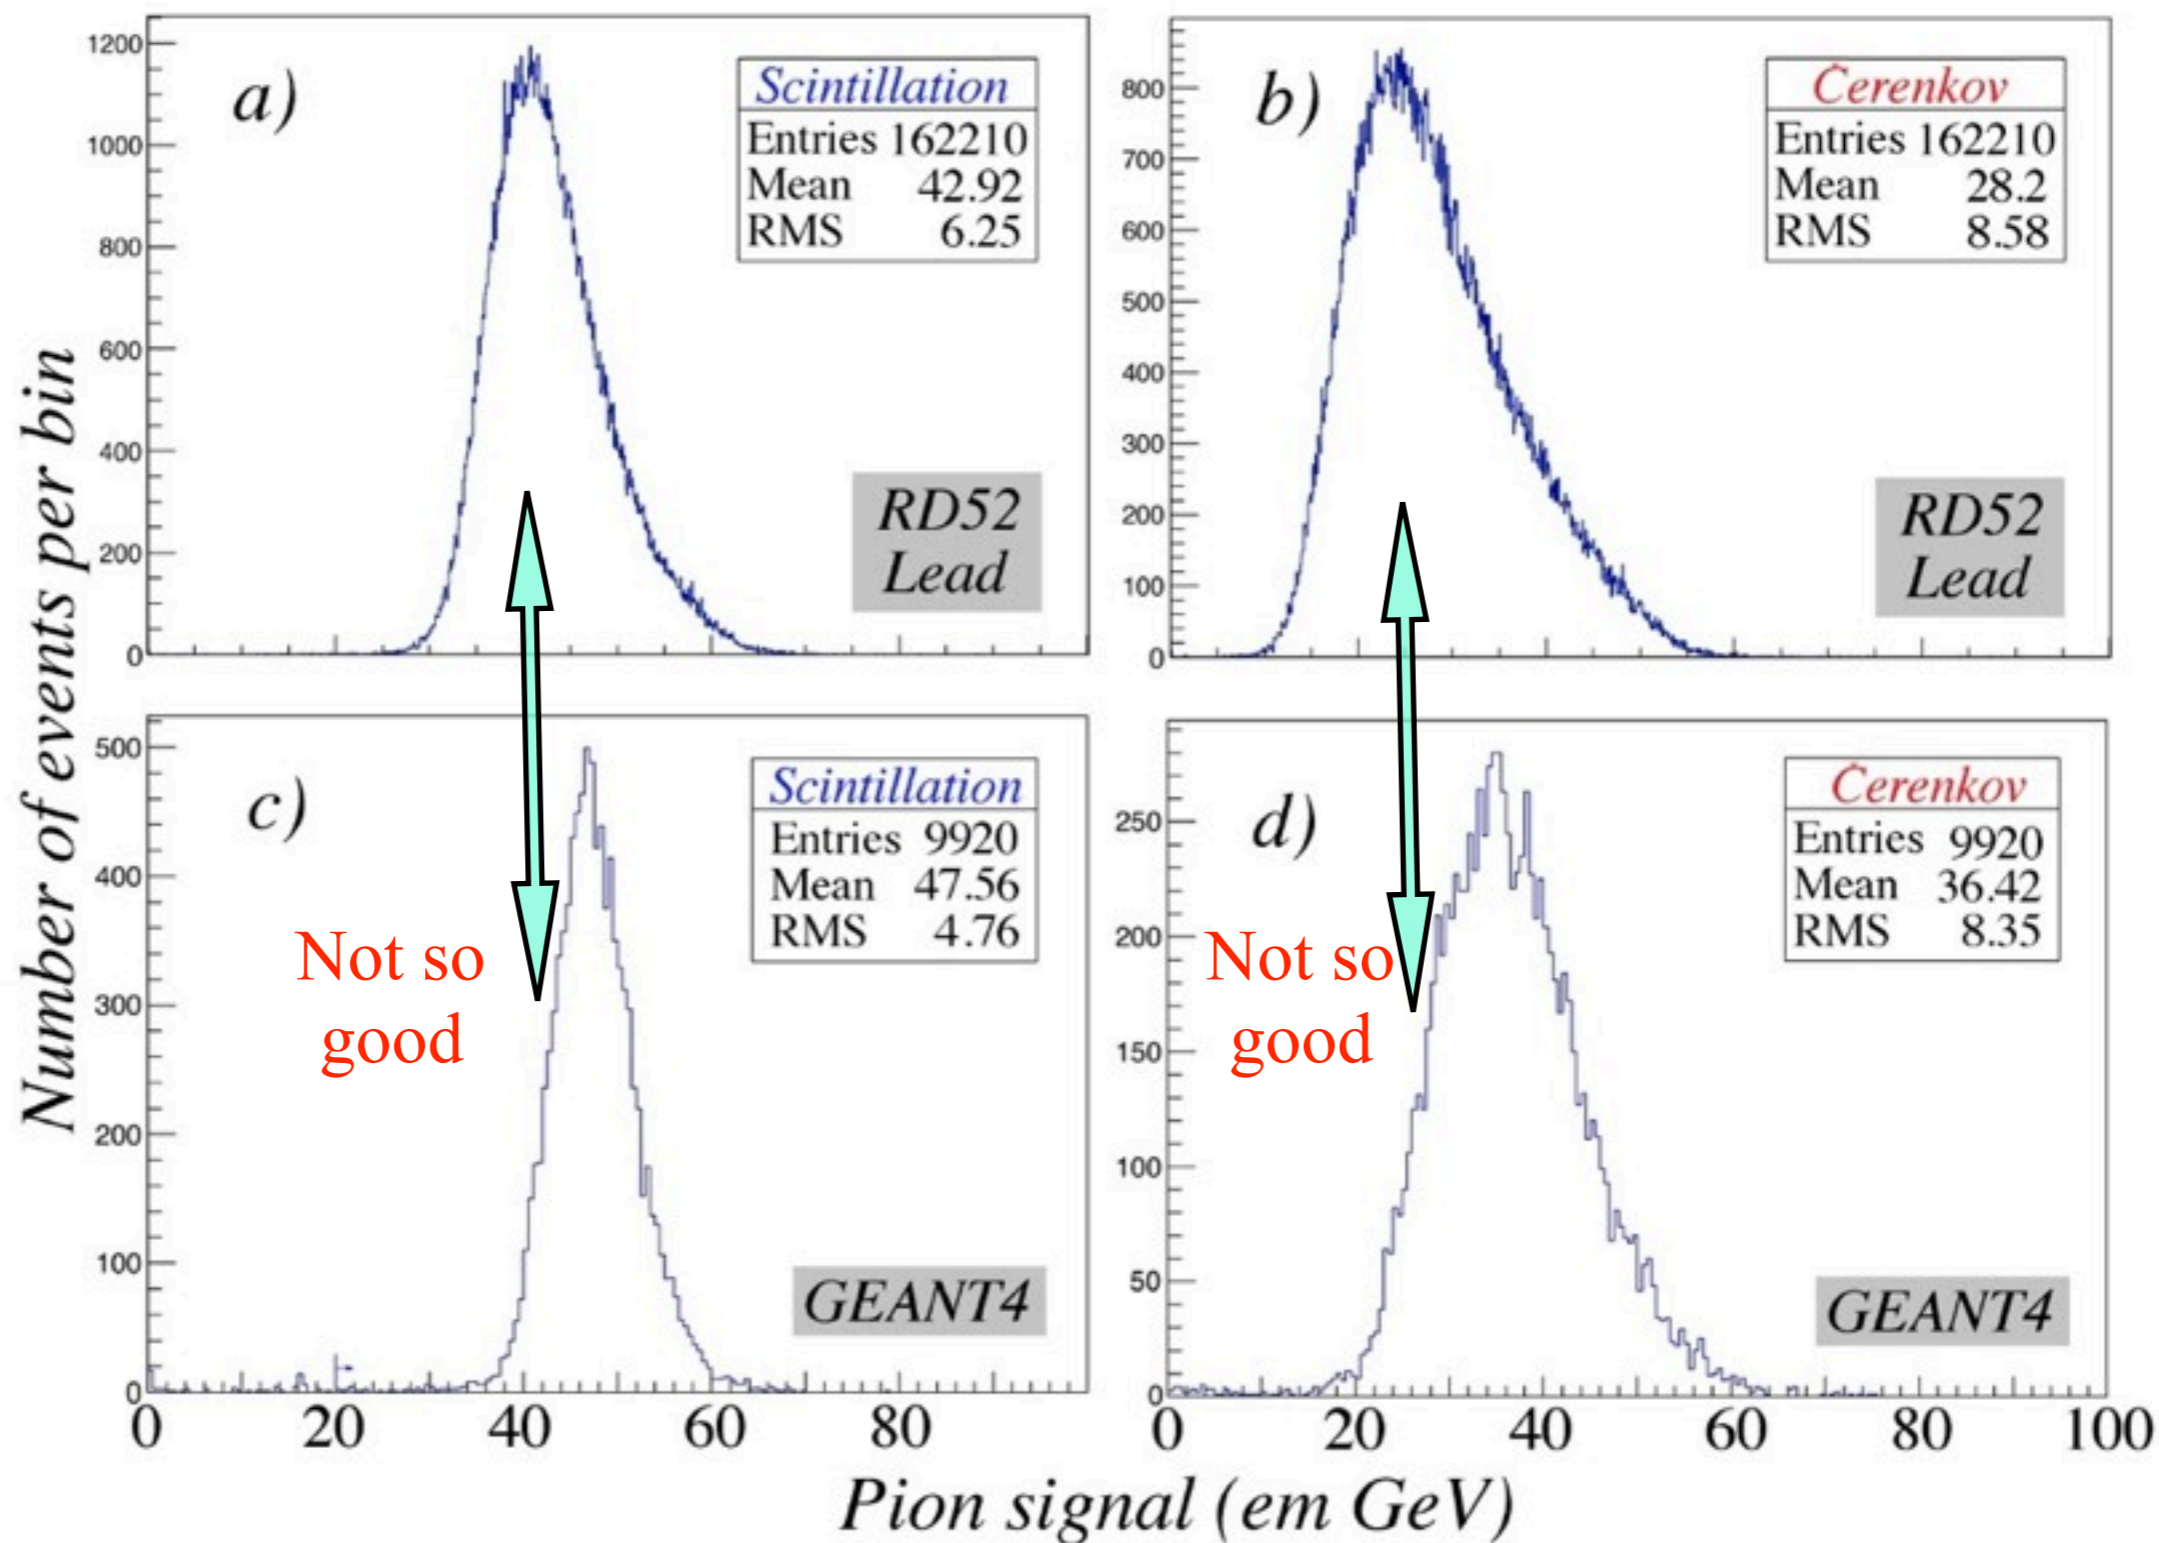 Number of events per bin
a)
Scintillation
Entries 162210
Mean 42.92
RMS 6.25
RD52
Lead
1200
1000
800
600
400
200
0
b)
Čerenkov
Entries 162210
Mean 28.2
RMS 8.58
RD52
Lead
800
700
600
500
400
300
200
100
0
c)
Scintillation
Entries 9920
Mean 47.56
RMS 4.76
Not so
good
GEANT4
500
400
300
200
100
0
0 20 40 60 80
d)
Čerenkov
Entries 9920
Mean 36.42
RMS 8.35
Not so
good
GEANT4
250
200
150
100
50
0
0 20 40 60 80 100
Pion signal (em GeV)